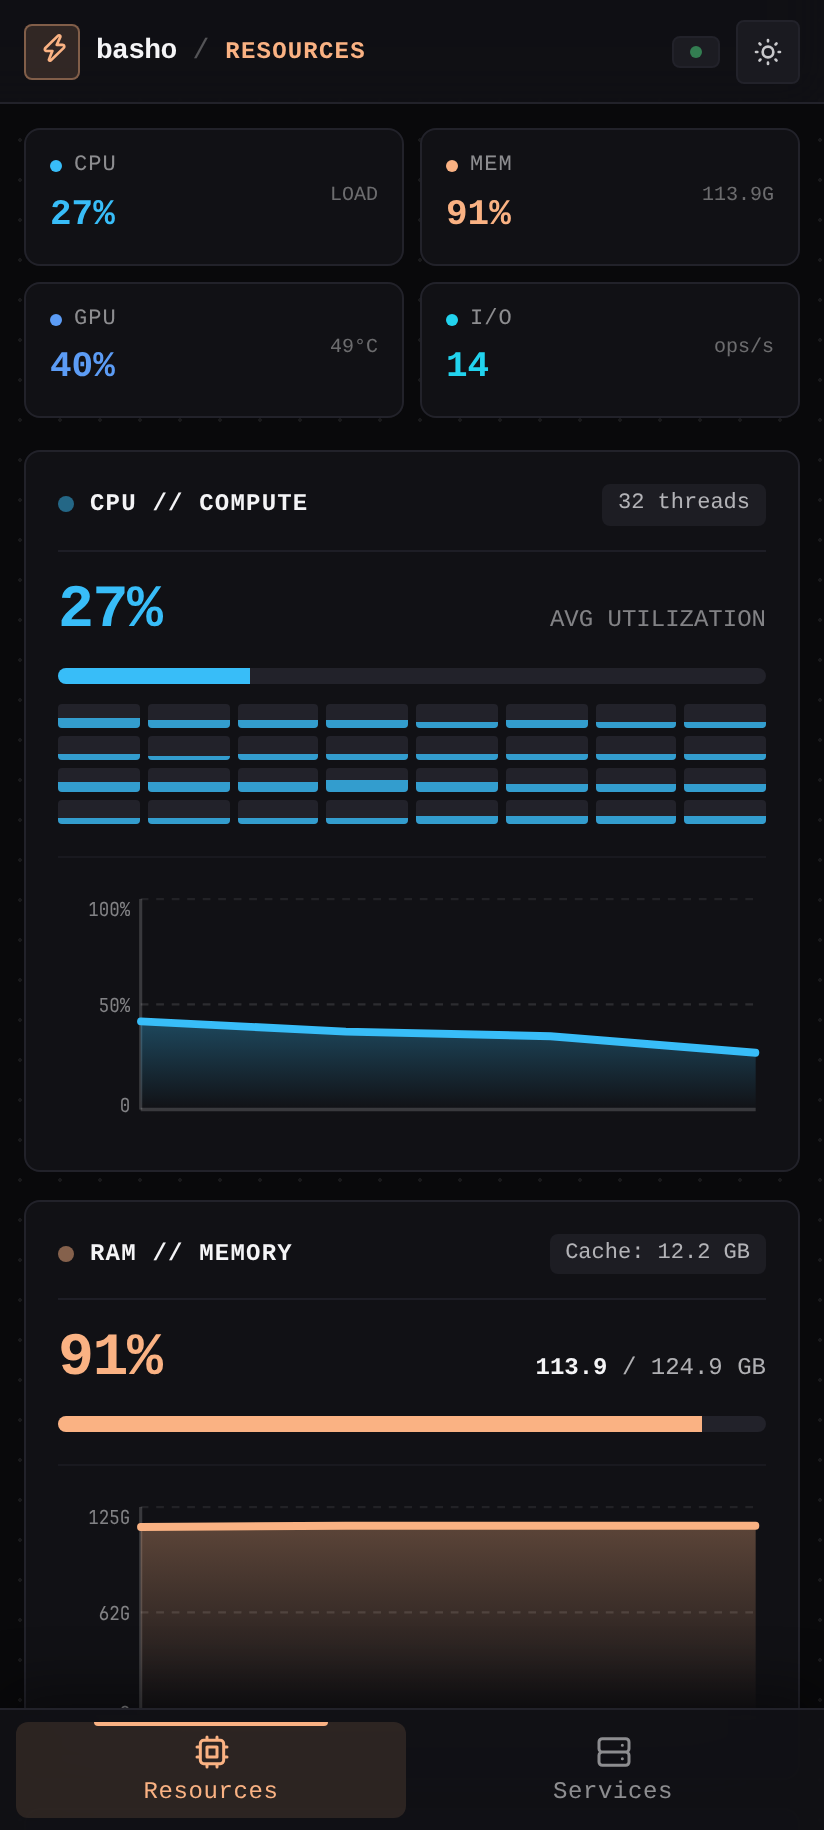 basho / RESOURCES
CPU
27%
LOAD
MEM
91%
113.9G
GPU
40%
49°C
I/O
14
ops/s
CPU // COMPUTE
32 threads
27%
AVG UTILIZATION
100%
50%
0
RAM // MEMORY
Cache: 12.2 GB
91%
113.9 / 124.9 GB
125G
62G
Resources
Services